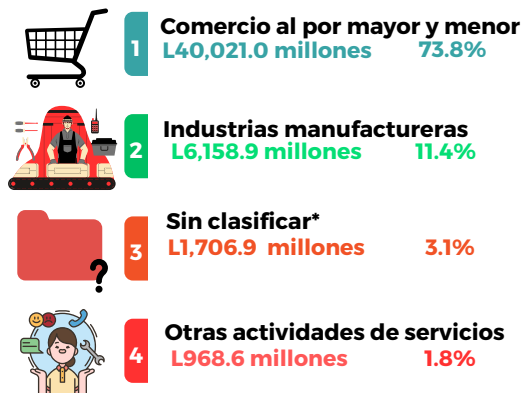 1
Comercio al por mayor y menor
L40,021.0 millones 73.8%
2
Industrias manufactureras
L6,158.9 millones 11.4%
3
Sin clasificar*
L1,706.9 millones 3.1%
?
4
Otras actividades de servicios
L968.6 millones 1.8%